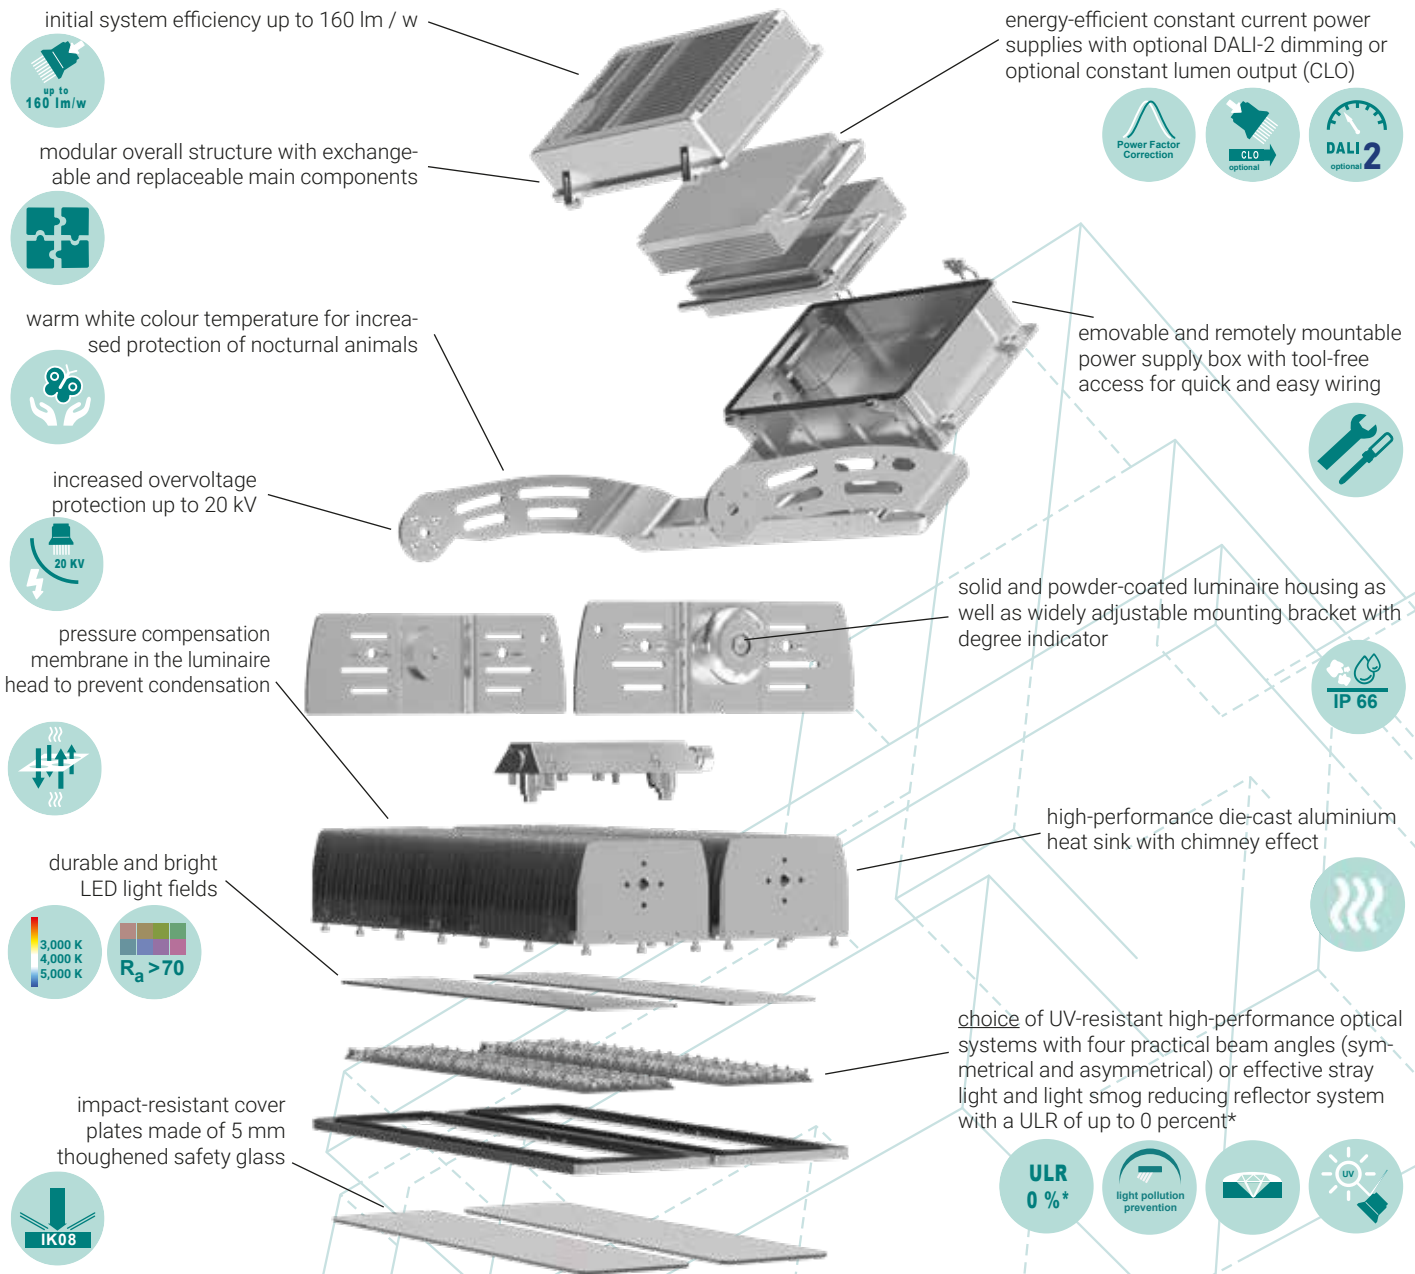 initial system efficiency up to 160 lm / w
up to
160 lm/w
modular overall structure with exchange-
able and replaceable main components
warm white colour temperature for increa-
sed protection of nocturnal animals
increased overvoltage
protection up to 20 kV
20 KV
pressure compensation
membrane in the luminaire
head to prevent condensation
durable and bright
LED light fields
3,000 K
4,000 K
5,000 K
Ra >70
impact-resistant cover
plates made of 5 mm
thoughened safety glass
IK08
energy-efficient constant current power
supplies with optional DALI-2 dimming or
optional constant lumen output (CLO)
Power Factor
Correction
CLO
optional
DALI 2
optional
emovable and remotely mountable
power supply box with tool-free
access for quick and easy wiring
solid and powder-coated luminaire housing as
well as widely adjustable mounting bracket with
degree indicator
IP 66
high-performance die-cast aluminium
heat sink with chimney effect
choice of UV-resistant high-performance optical
systems with four practical beam angles (sym-
metrical and asymmetrical) or effective stray
light and light smog reducing reflector system
with a ULR of up to 0 percent*
ULR
0 %*
light pollution
prevention
UV